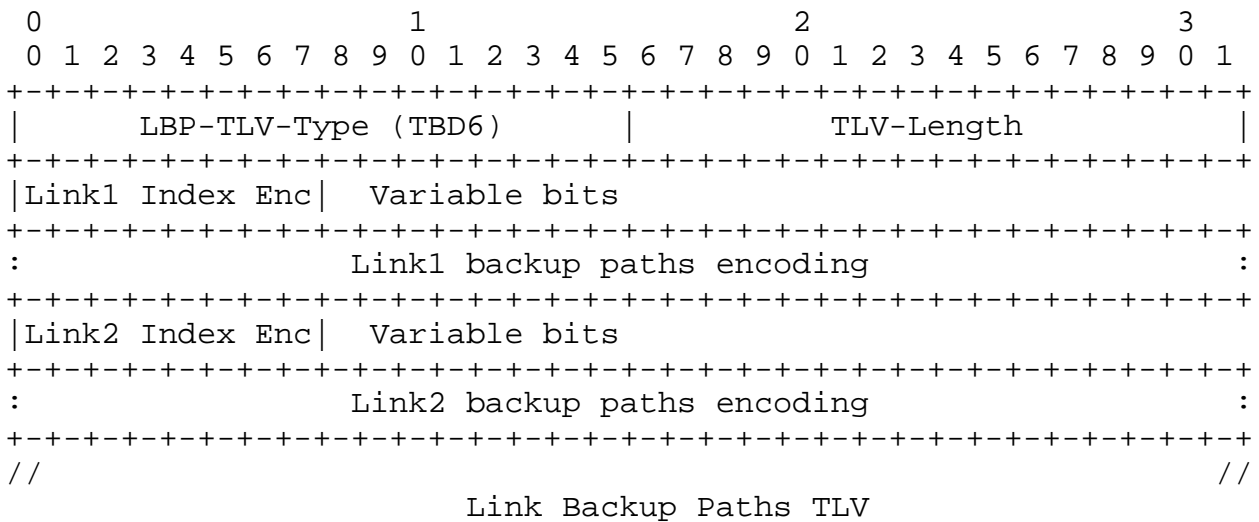 0                   1                   2                   3
 0 1 2 3 4 5 6 7 8 9 0 1 2 3 4 5 6 7 8 9 0 1 2 3 4 5 6 7 8 9 0 1
+-+-+-+-+-+-+-+-+-+-+-+-+-+-+-+-+-+-+-+-+-+-+-+-+-+-+-+-+-+-+-+-+
|      LBP-TLV-Type (TBD6)      |          TLV-Length           |
+-+-+-+-+-+-+-+-+-+-+-+-+-+-+-+-+-+-+-+-+-+-+-+-+-+-+-+-+-+-+-+-+
|Link1 Index Enc|  Variable bits
+-+-+-+-+-+-+-+-+-+-+-+-+-+-+-+-+-+-+-+-+-+-+-+-+-+-+-+-+-+-+-+-+
:                 Link1 backup paths encoding                   :
+-+-+-+-+-+-+-+-+-+-+-+-+-+-+-+-+-+-+-+-+-+-+-+-+-+-+-+-+-+-+-+-+
|Link2 Index Enc|  Variable bits
+-+-+-+-+-+-+-+-+-+-+-+-+-+-+-+-+-+-+-+-+-+-+-+-+-+-+-+-+-+-+-+-+
:                 Link2 backup paths encoding                   :
+-+-+-+-+-+-+-+-+-+-+-+-+-+-+-+-+-+-+-+-+-+-+-+-+-+-+-+-+-+-+-+-+
//                                                             //
                        Link Backup Paths TLV